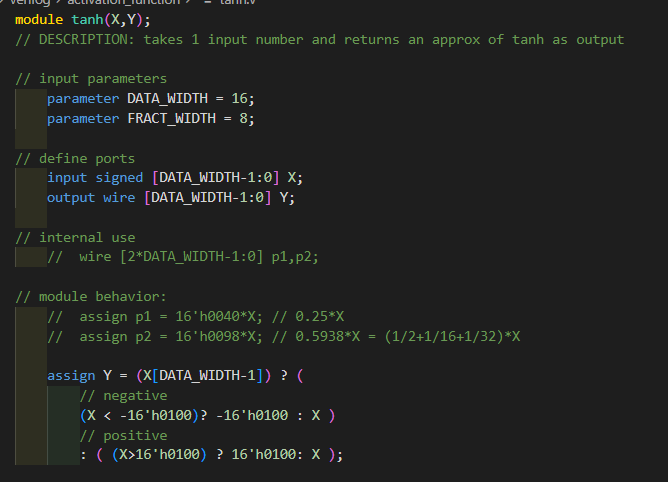 verilog > activation_function > tanh.v
module tanh(X,Y);
// DESCRIPTION: takes 1 input number and returns an approx of tanh as output
// input parameters
parameter DATA_WIDTH = 16;
parameter FRACT_WIDTH = 8;
// define ports
input signed [DATA_WIDTH-1:0] X;
output wire [DATA_WIDTH-1:0] Y;
// internal use
//  wire [2*DATA_WIDTH-1:0] p1,p2;
// module behavior:
//  assign p1 = 16'h0040*X; // 0.25*X
//  assign p2 = 16'h0098*X; // 0.5938*X = (1/2+1/16+1/32)*X
assign Y = (X[DATA_WIDTH-1]) ? (
// negative
(X < -16'h0100)? -16'h0100 : X )
// positive
: ( (X>16'h0100) ? 16'h0100: X );